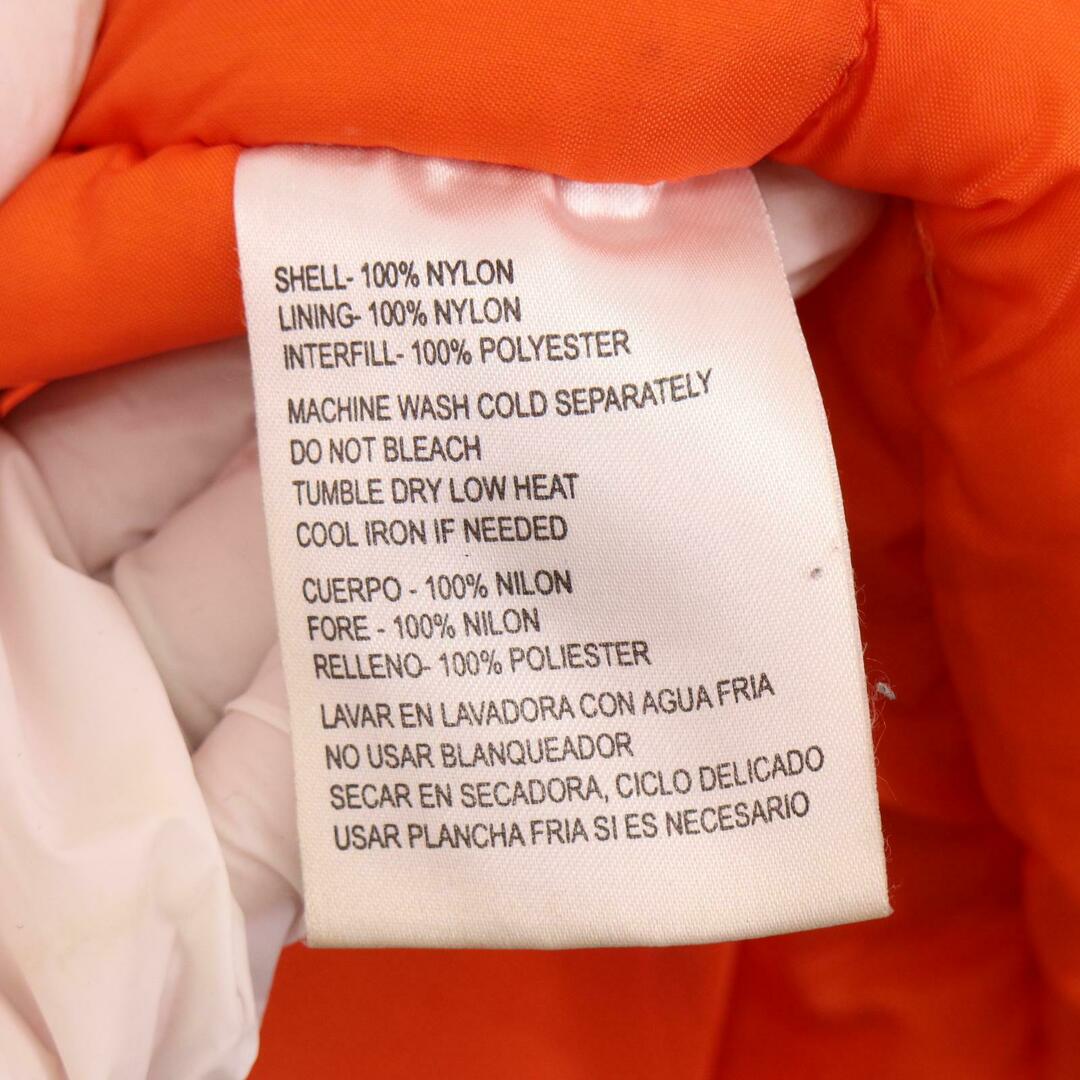 SHELL- 100% NYLON
LINING- 100% NYLON
INTERFILL- 100% POLYESTER
MACHINE WASH COLD SEPARATELY
DO NOT BLEACH
TUMBLE DRY LOW HEAT
COOL IRON IF NEEDED
CUERPO - 100% NILON
FORE - 100% NILON
RELLENO- 100% POLIESTER
LAVAR EN LAVADORA CON AGUA FRIA
NO USAR BLANQUEADOR
SECAR EN SECADORA, CICLO DELICADO
USAR PLANCHA FRIA SI ES NECESARIO